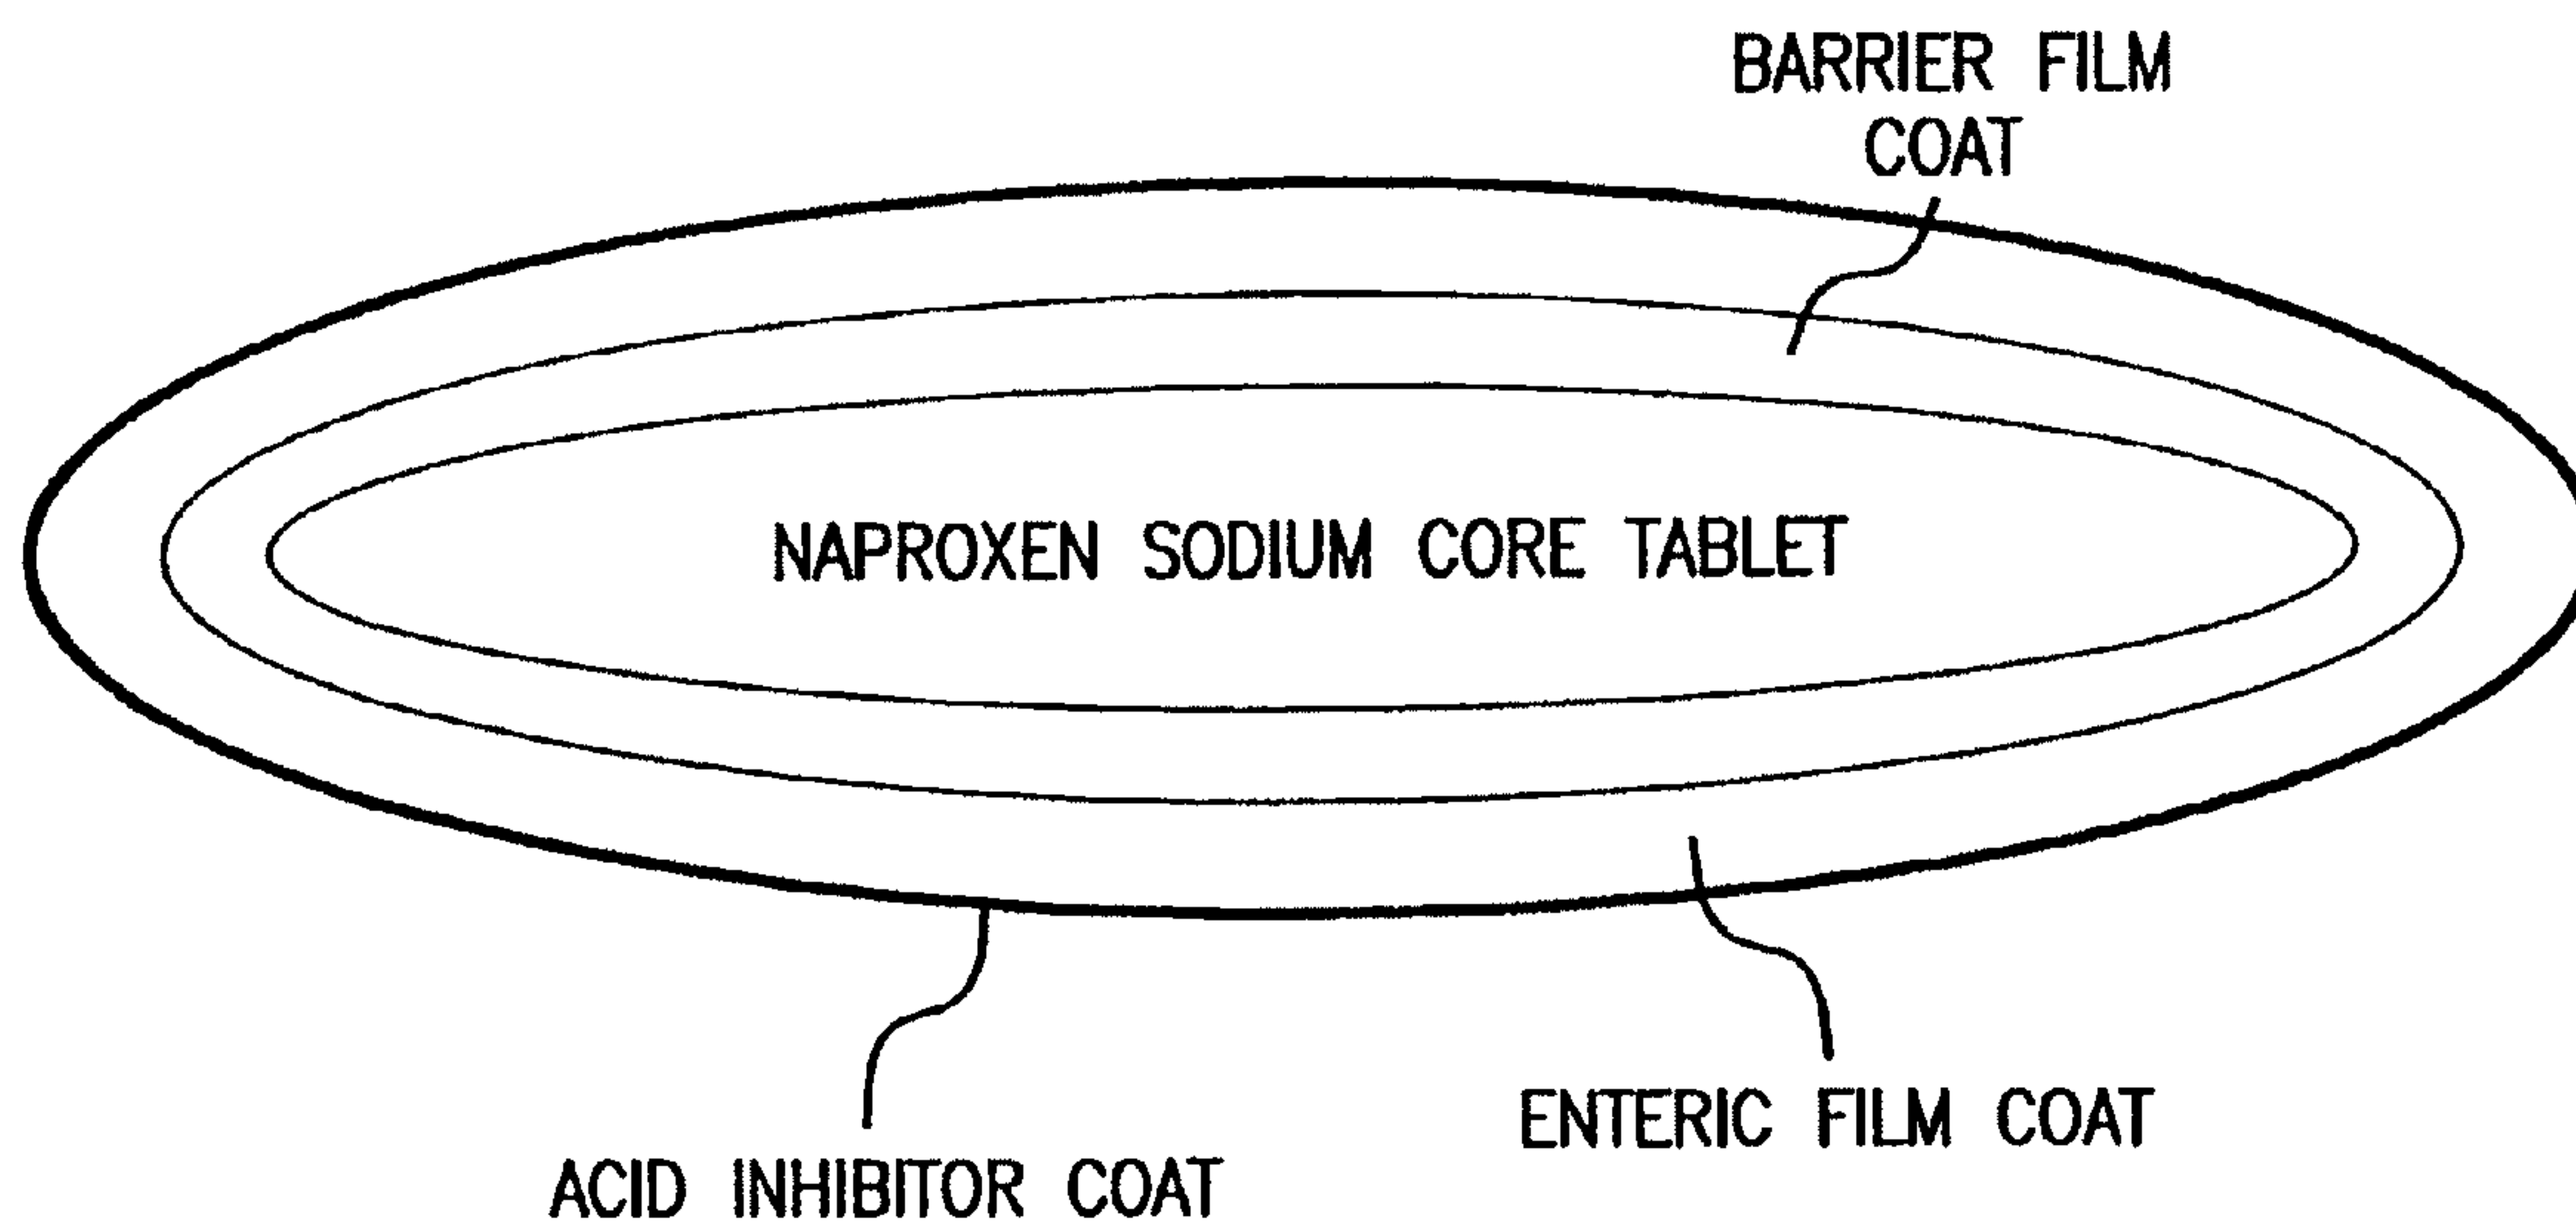 BARRIER FILM
COAT
NAPROXEN SODIUM CORE TABLET
ENTERIC FILM COAT
ACID INHIBITOR COAT